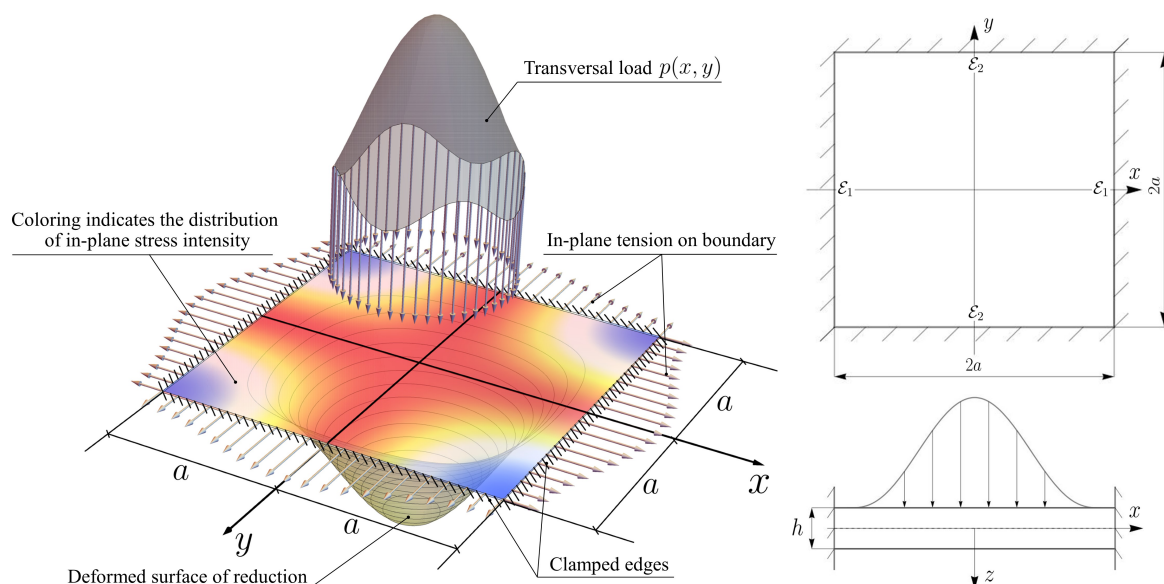 Transversal load p(x, y)
Coloring indicates the distribution
of in-plane stress intensity
In-plane tension on boundary
a
a
a
a
x
y
Deformed surface of reduction
Clamped edges
y
ℰ₂
ℰ₁
ℰ₁
x
2a
ℰ₂
2a
h
x
z